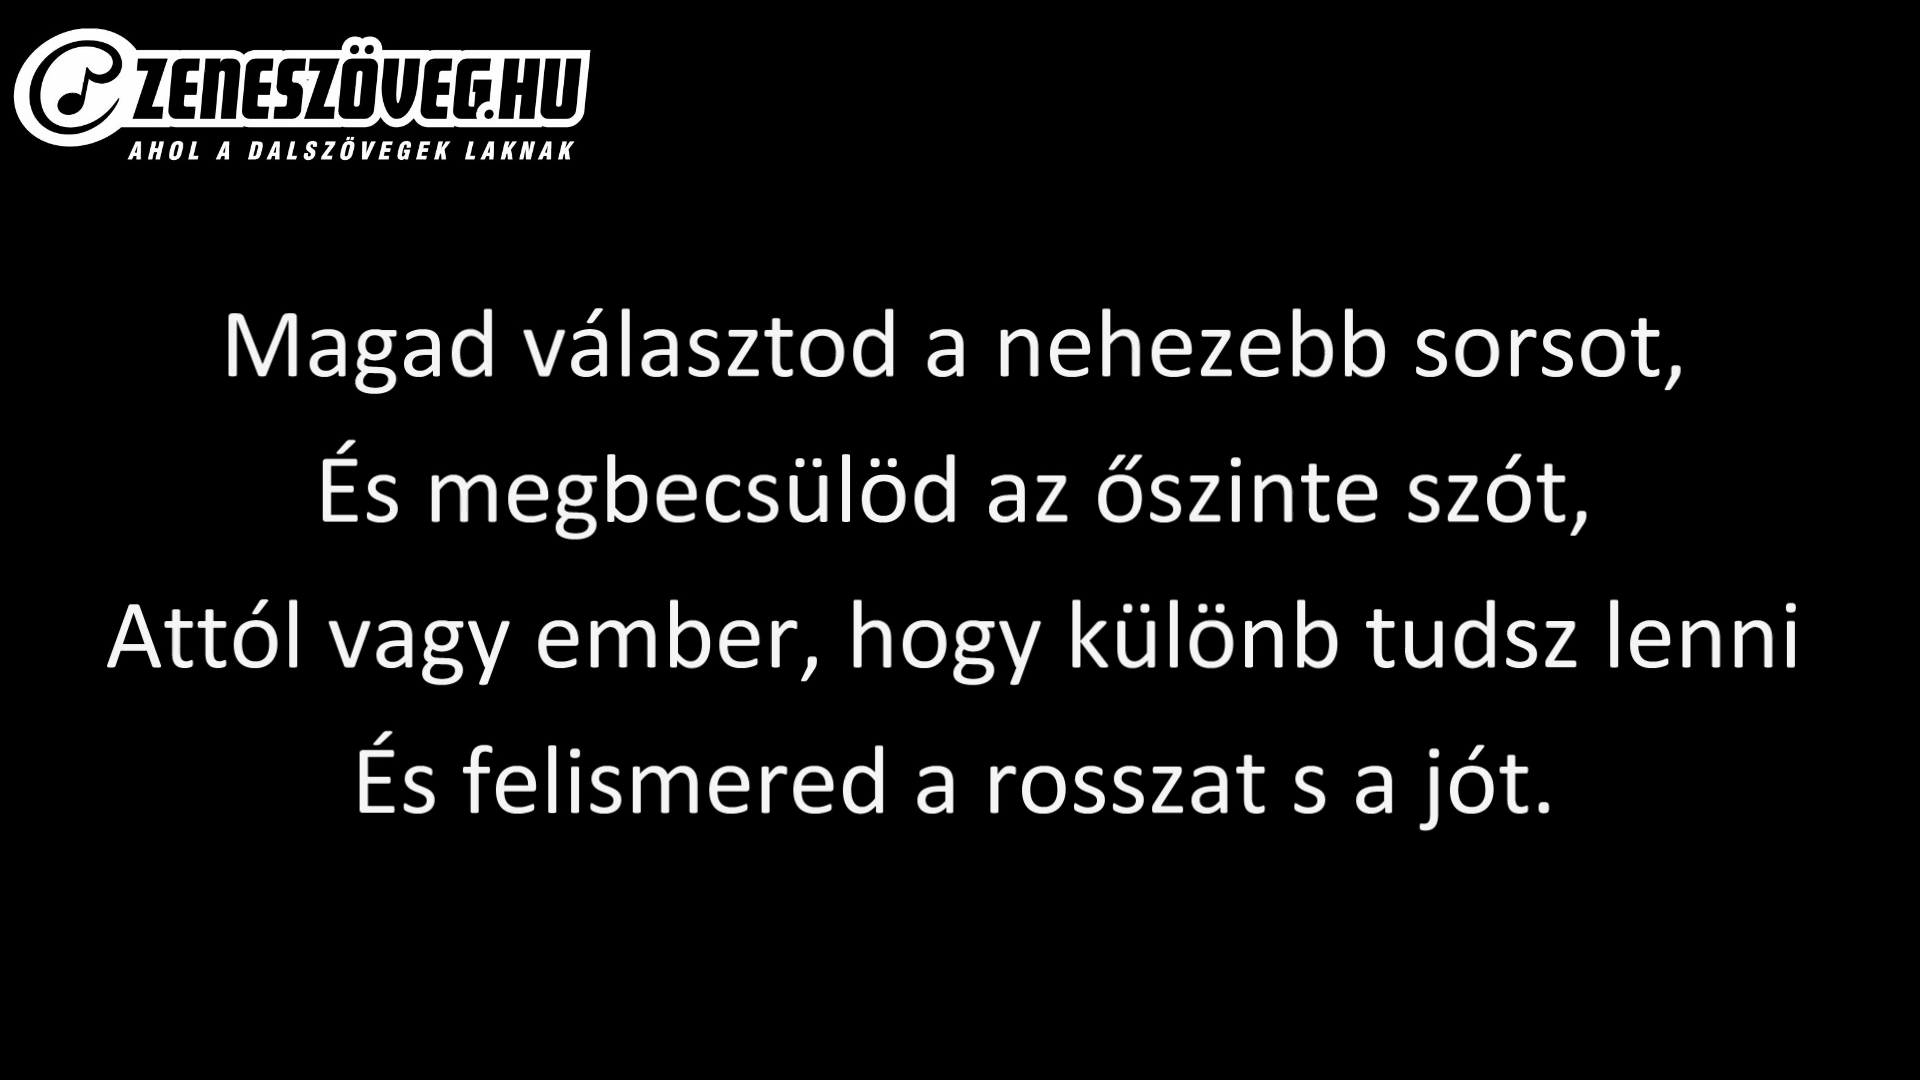 ZENESZÖVEG.HU
AHOL A DALSZÖVEGEK LAKNAK
Magad választod a nehezebb sorsot,
És megbecsülöd az őszinte szót,
Attól vagy ember, hogy különb tudsz lenni
És felismered a rosszat s a jót.